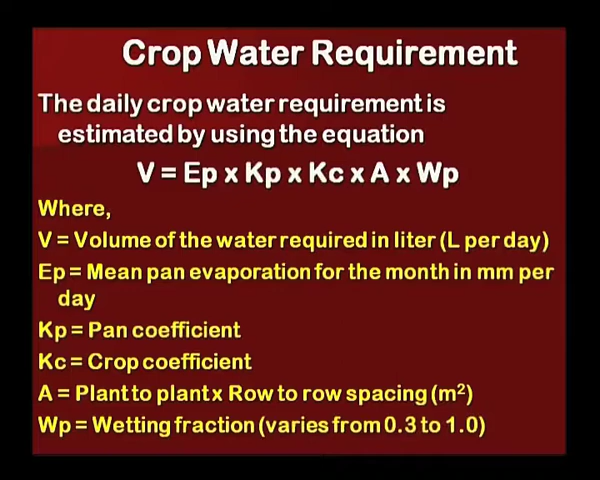 Crop Water Requirement
The daily crop water requirement is
estimated by using the equation
V = Ep x Kp x Kc x A x Wp
Where,
V = Volume of the water required in liter (L per day)
Ep = Mean pan evaporation for the month in mm per
day
Kp = Pan coefficient
Kc = Crop coefficient
A = Plant to plant x Row to row spacing (m²)
Wp = Wetting fraction (varies from 0.3 to 1.0)